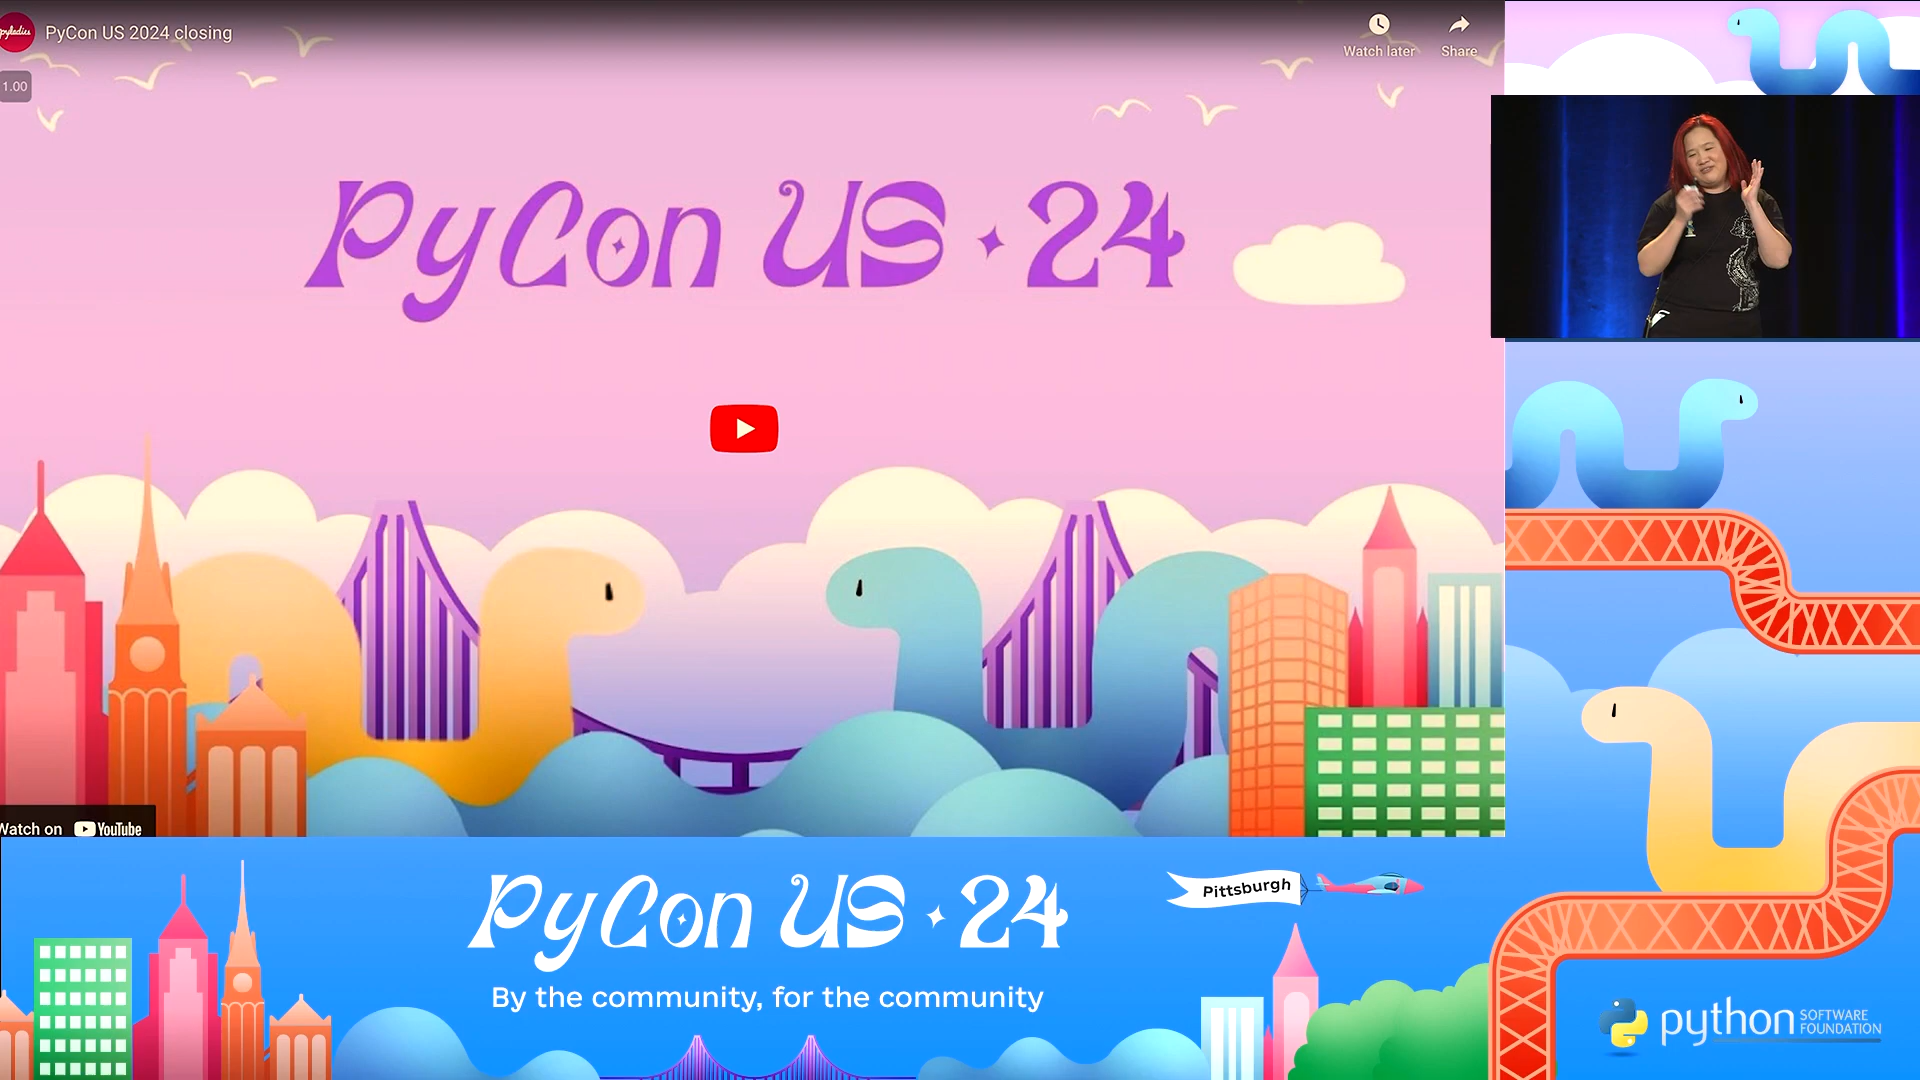 pyladies
PyCon US 2024 closing
Watch later
Share
1.00
PyCon US 24
Watch on YouTube
PyCon US 24
Pittsburgh
By the community, for the community
python
SOFTWARE
FOUNDATION